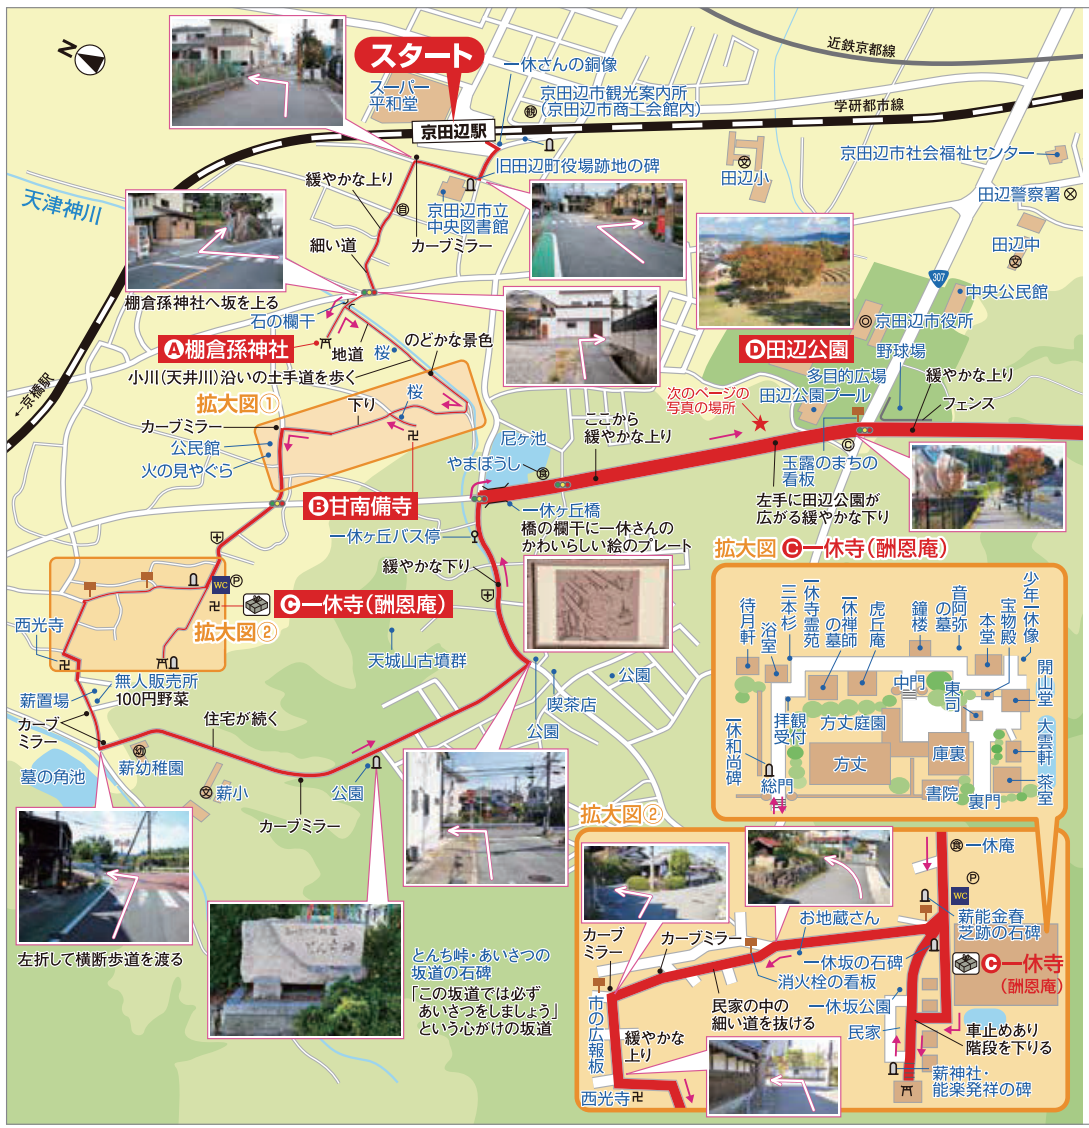 N
スタート
スーパー
平和堂
京田辺駅
一休さんの銅像
京田辺市観光案内所
(京田辺市商工会館内)
近鉄京都線
学研都市線
天津神川
緩やかな上り
旧田辺町役場跡地の碑
京田辺市立
中央図書館
カーブミラー
細い道
田辺小
京田辺市社会福祉センター
田辺警察署
田辺中
307
中央公民館
京田辺市役所
棚倉孫神社へ坂を上る
石の欄干
A棚倉孫神社
地道
桜
のどかな景色
小川(天井川)沿いの土手道を歩く
←京橋駅
D田辺公園
野球場
多目的広場
田辺公園プール
緩やかな上り
フェンス
次のページの
写真の場所
拡大図①
カーブミラー
下り
桜
公民館
火の見やぐら
尼ヶ池
やまぼうし
ここから
緩やかな上り
玉露のまちの
看板
左手に田辺公園が
広がる緩やかな下り
B甘南備寺
一休ヶ丘橋
橋の欄干に一休さんの
かわいらしい絵のプレート
一休ヶ丘バス停
緩やかな下り
WC
P
C一休寺(酬恩庵)
拡大図②
西光寺
薪置場
無人販売所
100円野菜
カーブ
ミラー
住宅が続く
天城山古墳群
公園
喫茶店
公園
墓の角池
薪幼稚園
薪小
公園
カーブミラー
左折して横断歩道を渡る
とんち峠・あいさつの
坂道の石碑
「この坂道では必ず
あいさつをしましょう」
という心がけの坂道
拡大図 C一休寺(酬恩庵)
待月軒
浴室
三本杉
一休寺霊苑
一休禅師
の墓
虎丘庵
鐘楼
音阿弥
の墓
本堂
宝物殿
少年一休像
開山堂
中門
東司
拝観
受付
方丈庭園
大雲軒
一休和尚碑
方丈
庫裏
茶室
総門
書院
裏門
拡大図②
一休庵
P
WC
薪能金春
芝跡の石碑
お地蔵さん
カーブ
ミラー
カーブミラー
一休坂の石碑
消火栓の看板
C一休寺
(酬恩庵)
一休坂公園
民家の中の
細い道を抜ける
市の広報板
民家
車止めあり
階段を下りる
緩やかな
上り
薪神社・
能楽発祥の碑
西光寺